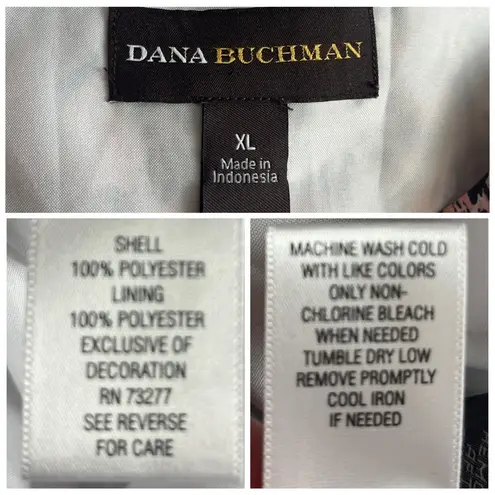 DANA BUCHMAN
XL
Made in
Indonesia
SHELL
100% POLYESTER
LINING
100% POLYESTER
EXCLUSIVE OF
DECORATION
RN 73277
SEE REVERSE
FOR CARE
MACHINE WASH COLD
WITH LIKE COLORS
ONLY NON-
CHLORINE BLEACH
WHEN NEEDED
TUMBLE DRY LOW
REMOVE PROMPTLY
COOL IRON
IF NEEDED